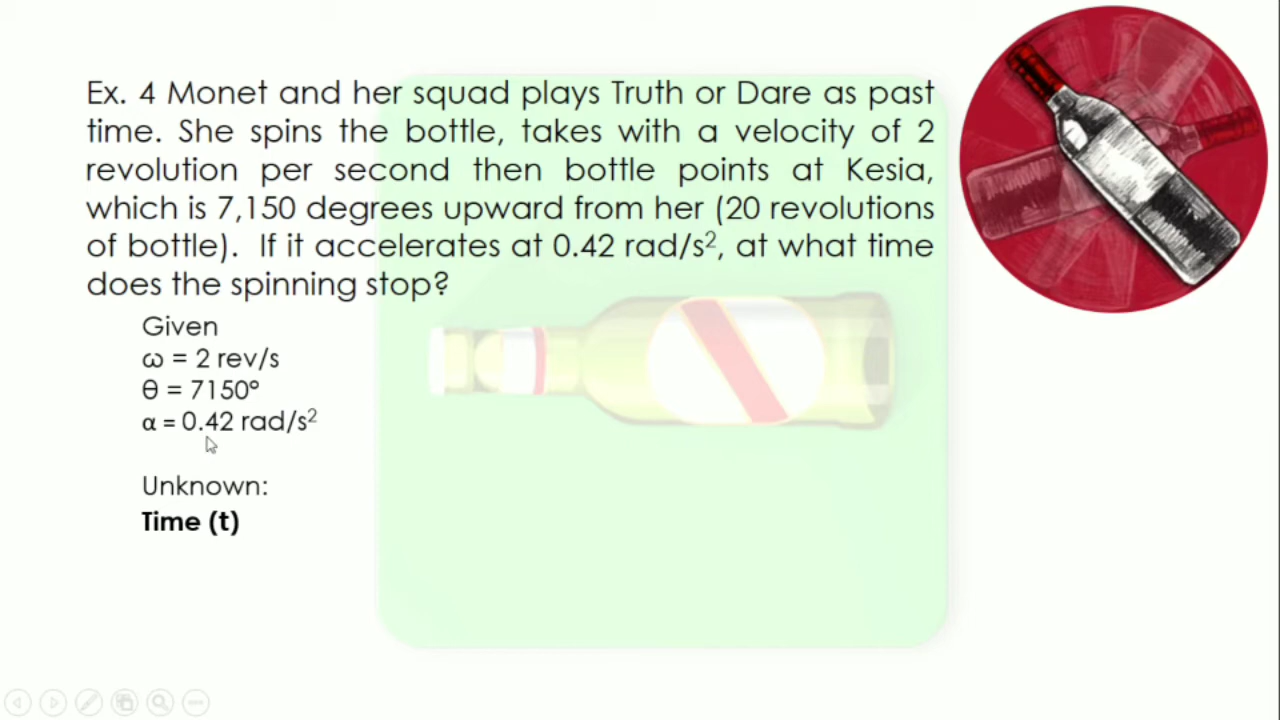 Ex. 4 Monet and her squad plays Truth or Dare as past
time. She spins the bottle, takes with a velocity of 2
revolution per second then bottle points at Kesia,
which is 7,150 degrees upward from her (20 revolutions
of bottle). If it accelerates at 0.42 rad/s², at what time
does the spinning stop?
Given
ω = 2 rev/s
θ = 7150°
α = 0.42 rad/s²
Unknown:
Time (t)